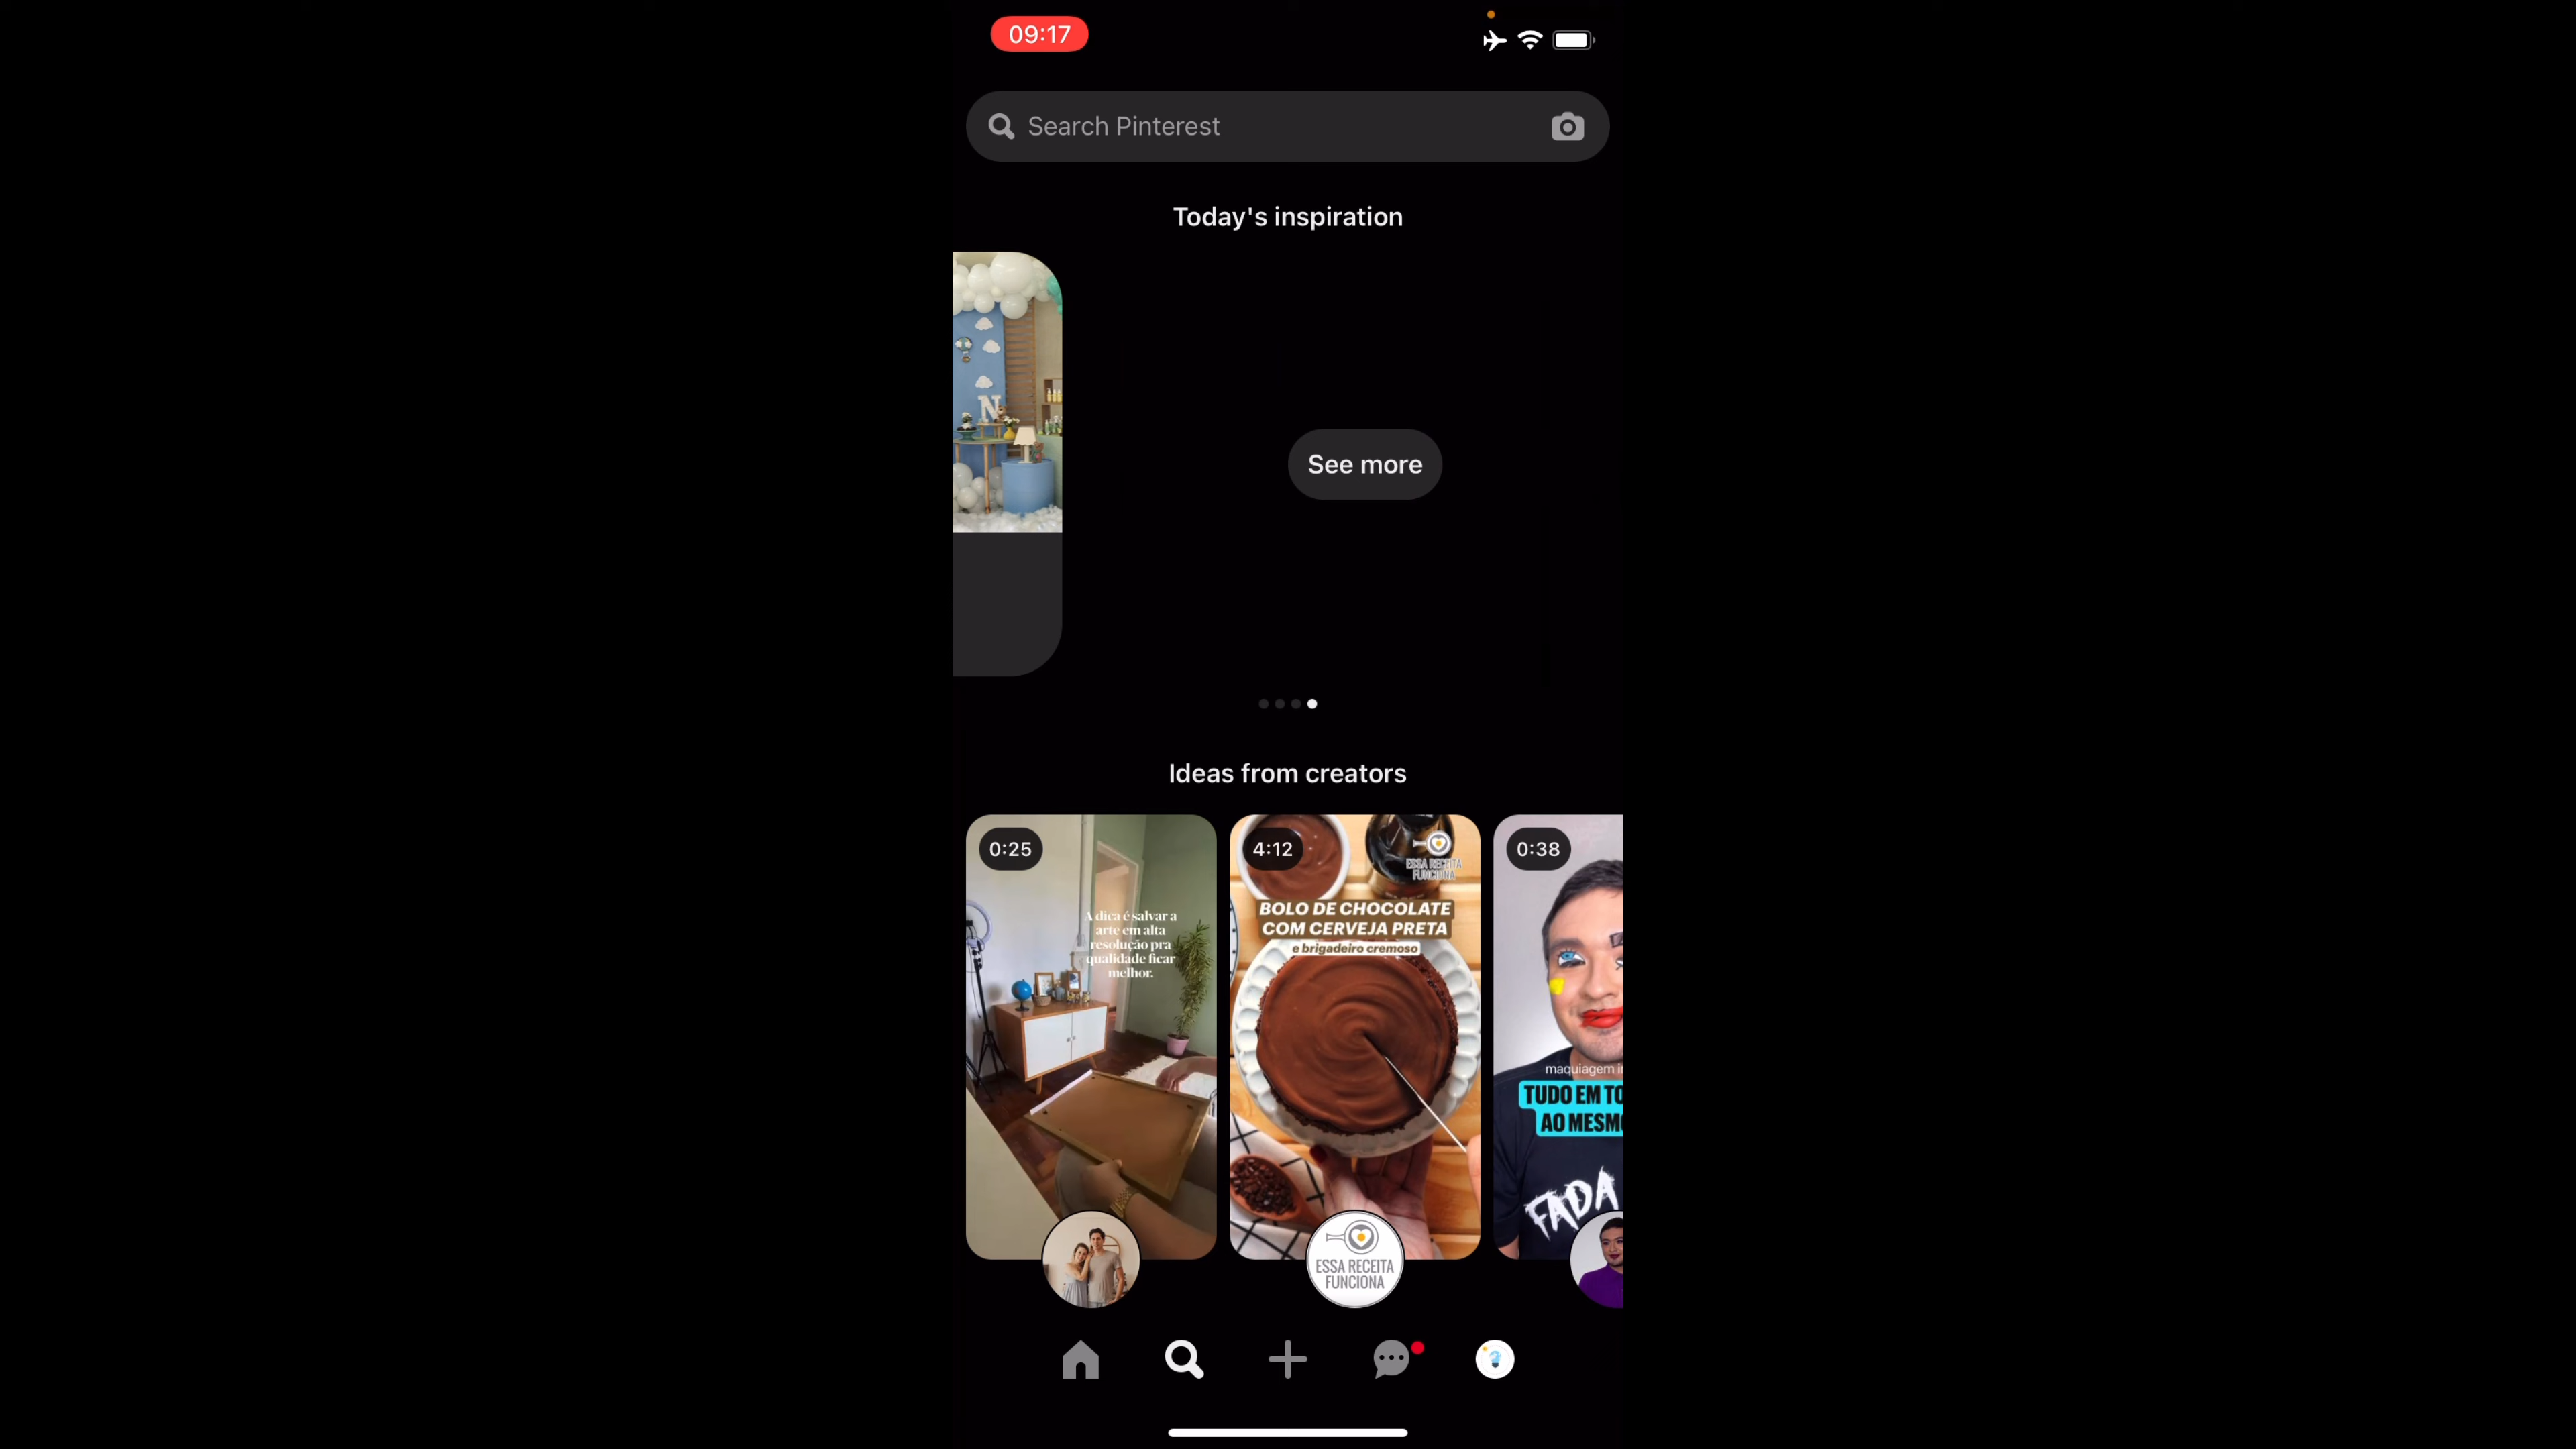 09:17
Search Pinterest
Today's inspiration
N
See more
Ideas from creators
0:25
A dica é salvar a
arte em alta
resolução pra
qualidade ficar
melhor.
4:12
ESSA RECEITA
FUNCIONA
BOLO DE CHOCOLATE
COM CERVEJA PRETA
e brigadeiro cremoso
0:38
maquiagem
TUDO EM
AO
FADA
ESSA RECEITA
FUNCIONA